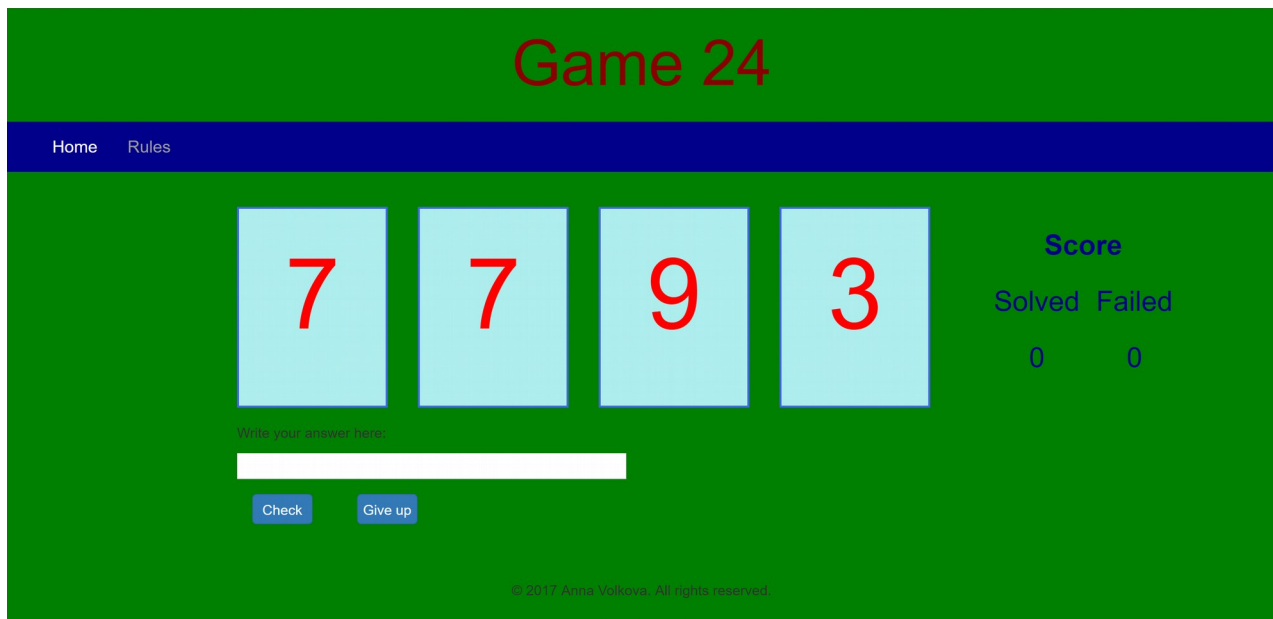 Game 24
Home Rules
7 7 9 3
Score
Solved Failed
0 0
Write your answer here:
Check Give up
© 2017 Anna Volkova. All rights reserved.